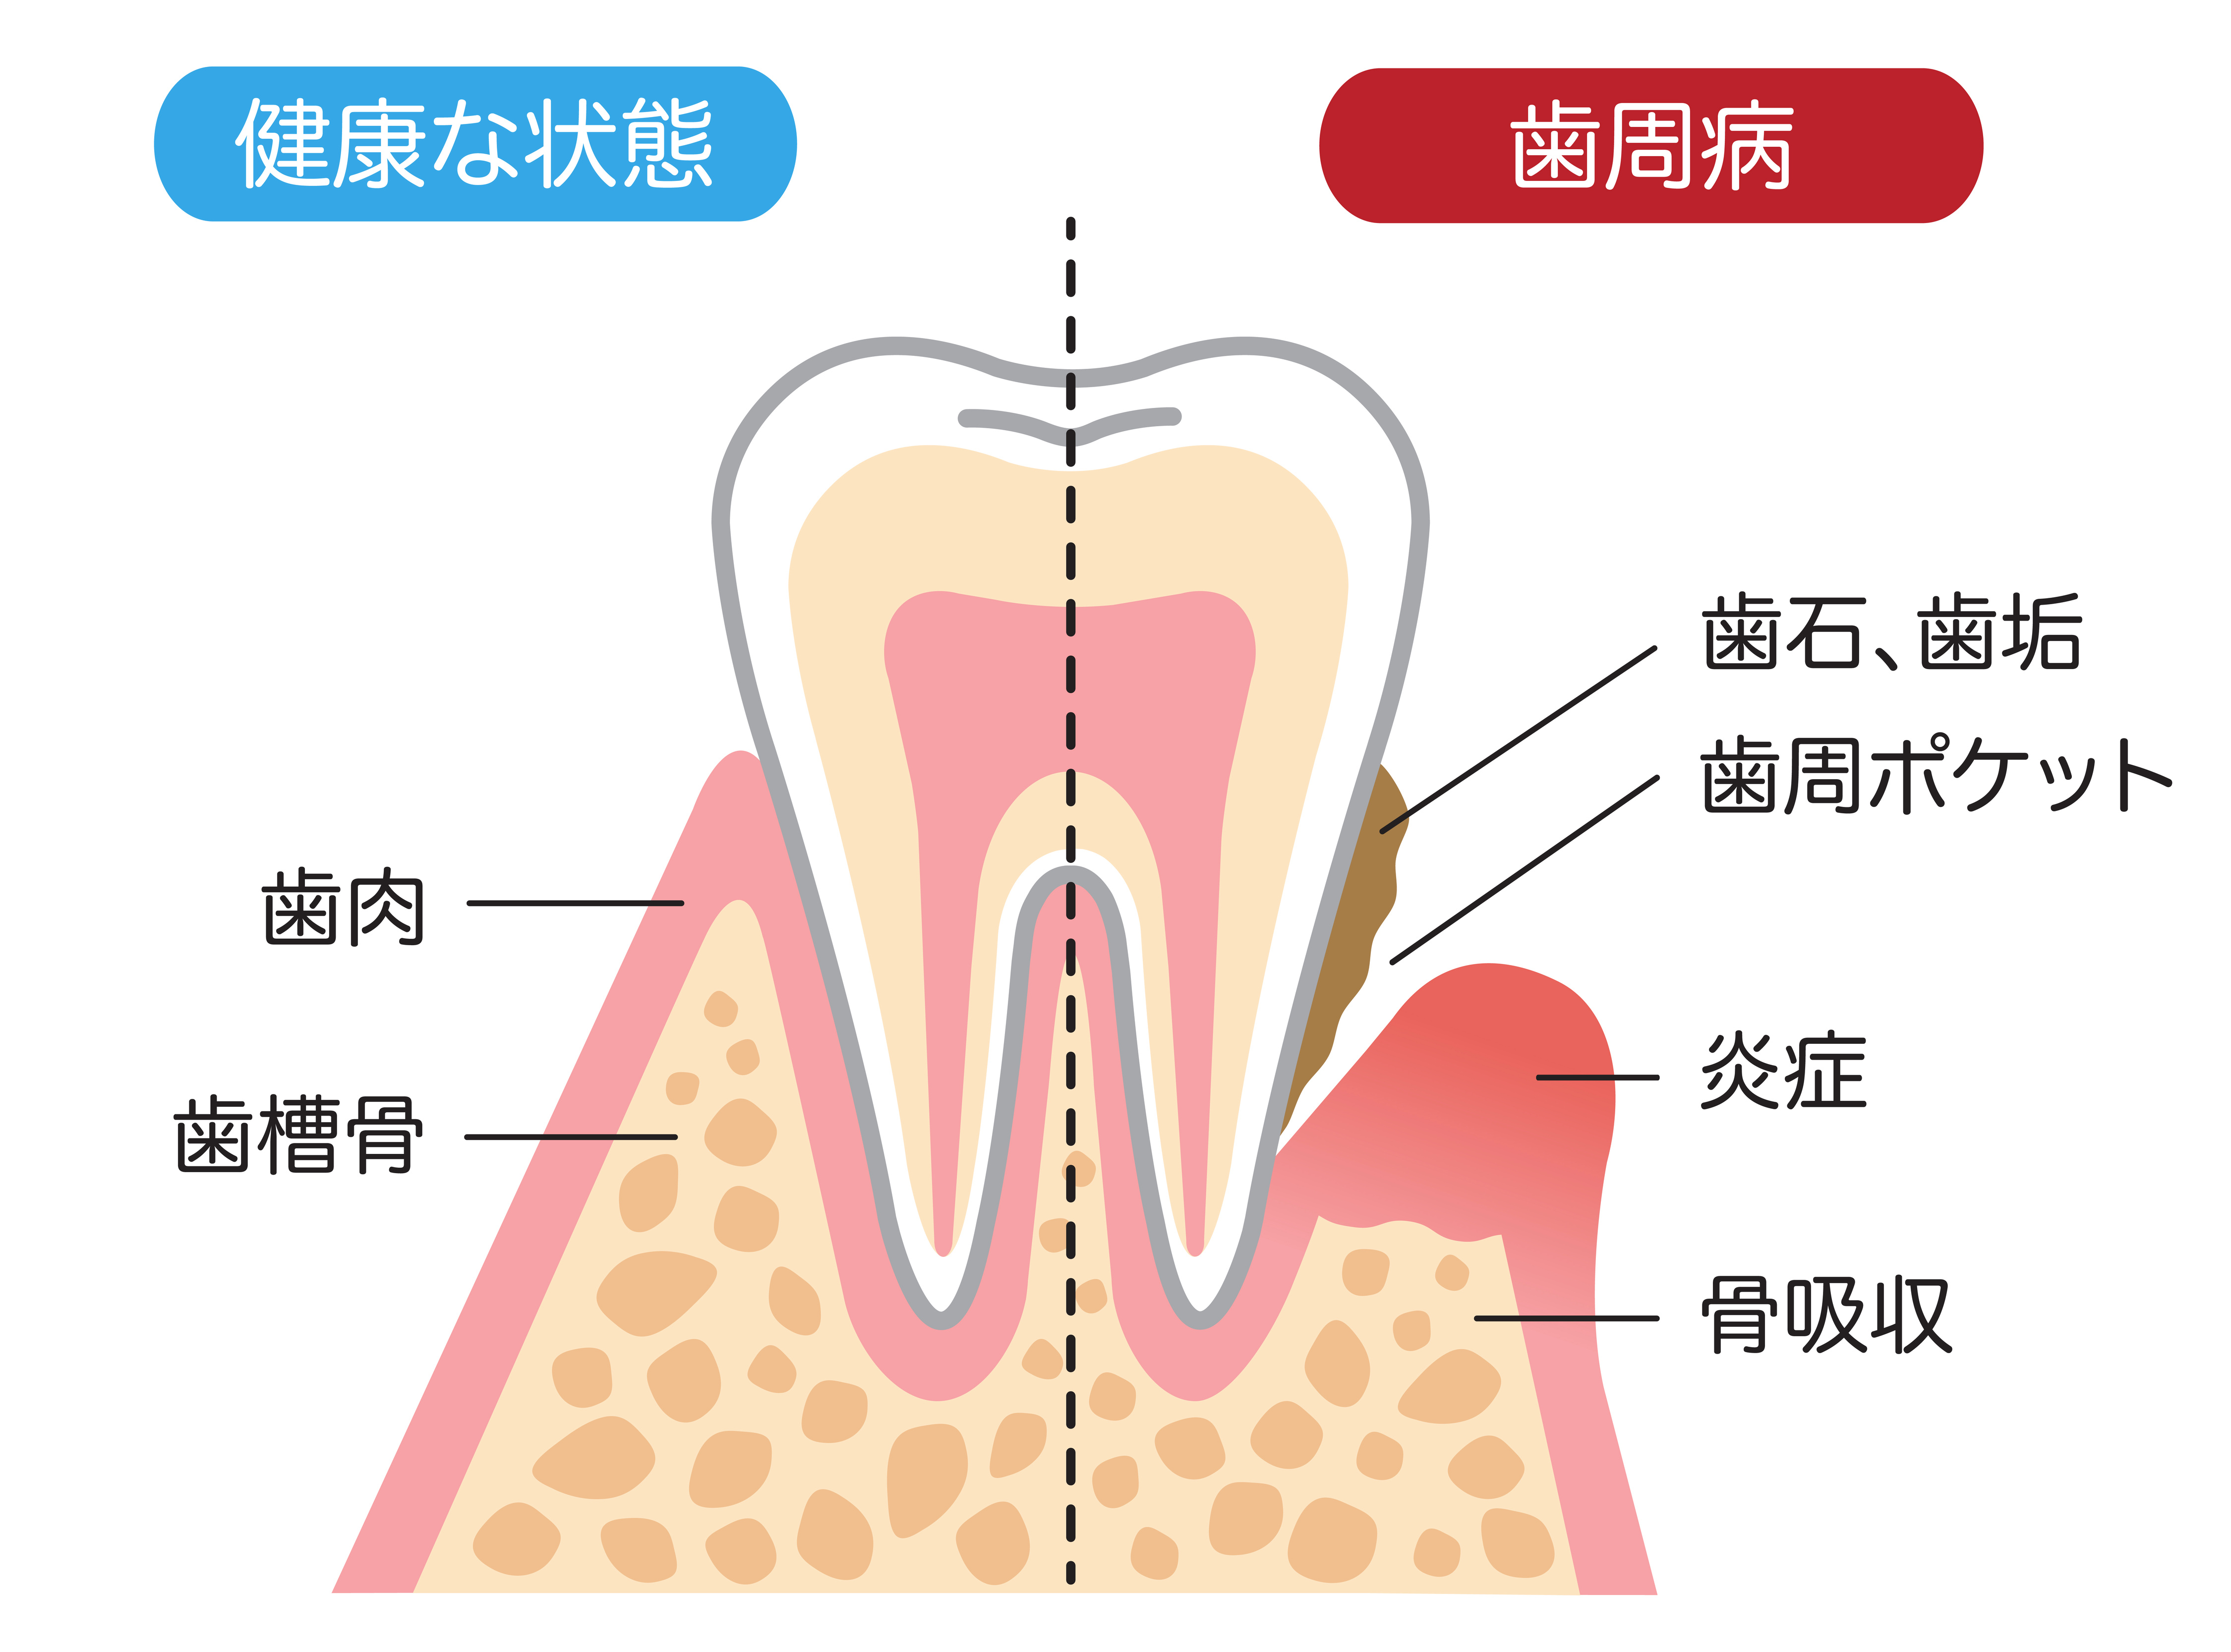 健康な状態
歯周病
歯石、歯垢
歯周ポケット
歯肉
炎症
歯槽骨
骨吸収